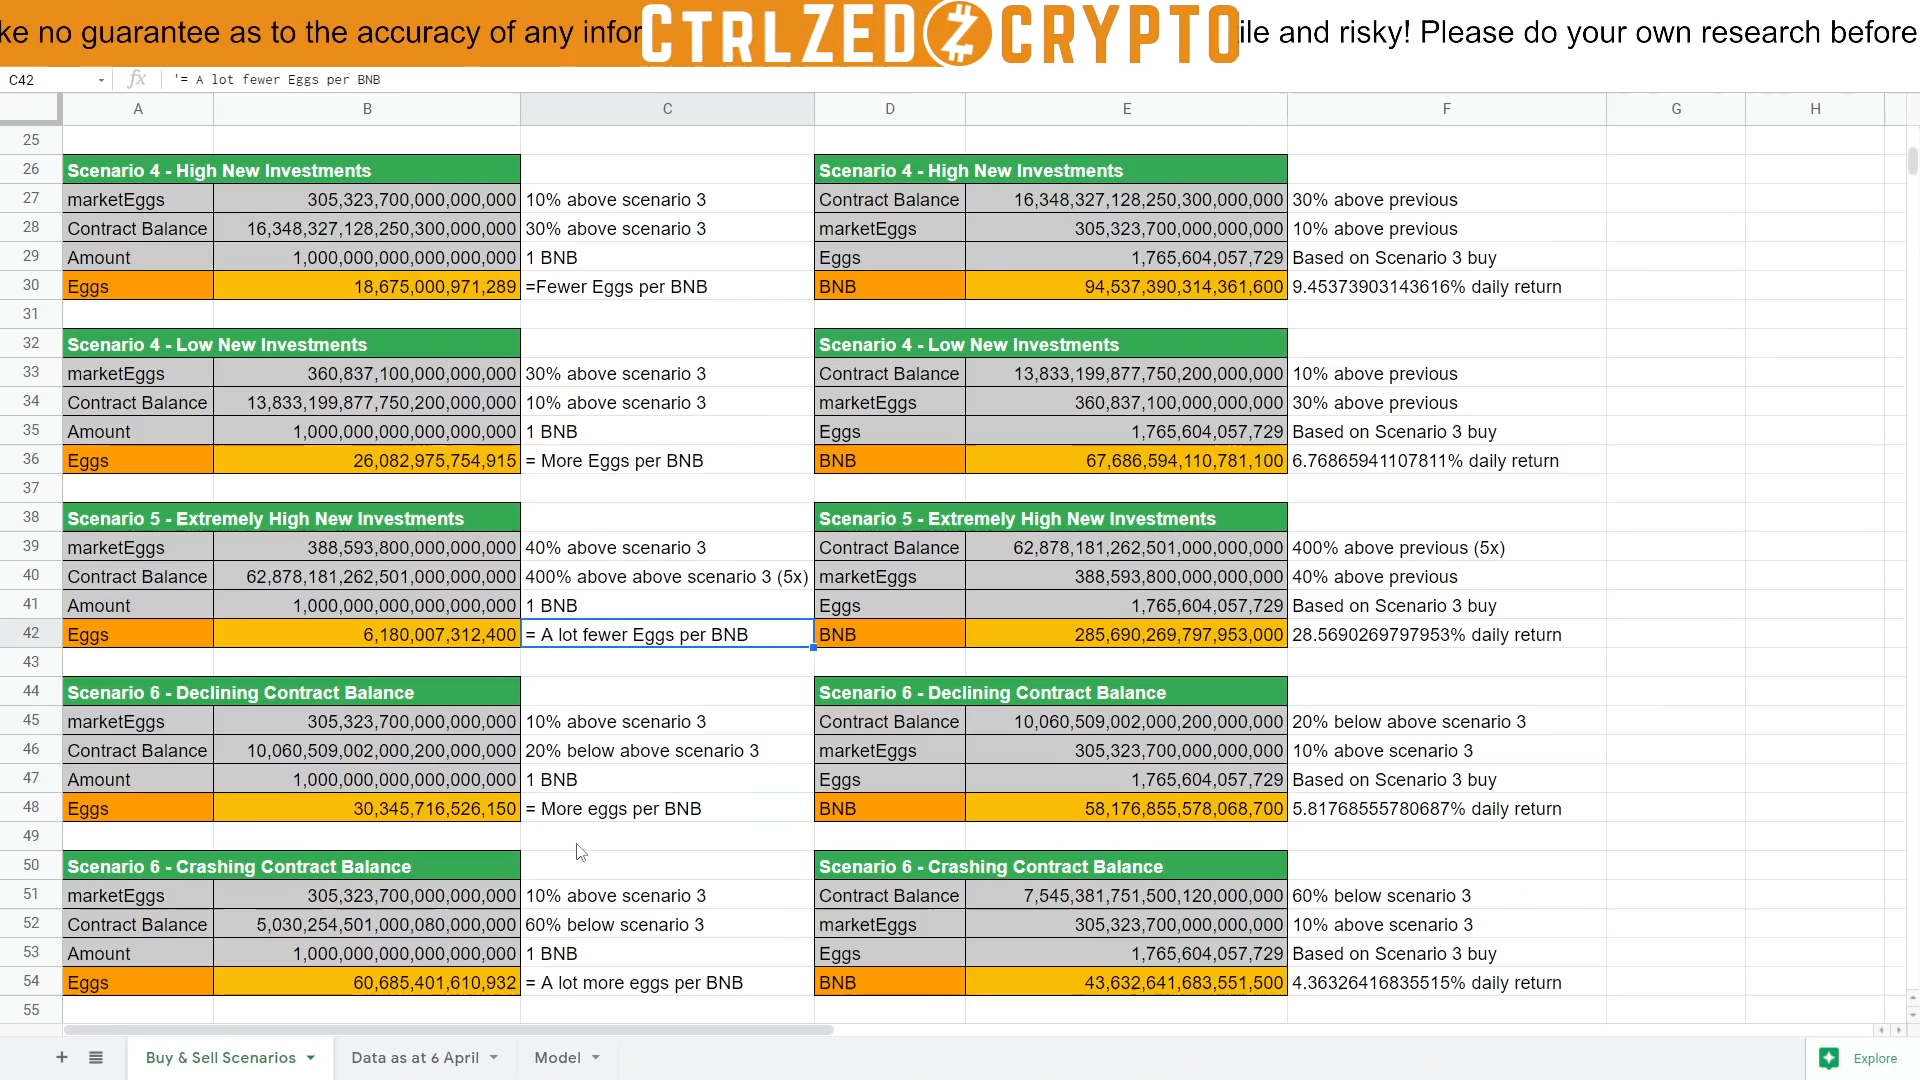 ke no guarantee as to the accuracy of any infor CTRLZED CRYPTO ile and risky! Please do your own research before
C42 fx '= A lot fewer Eggs per BNB
A B C D E F G H
25
26 Scenario 4 - High New Investments Scenario 4 - High New Investments
27 marketEggs 305,323,700,000,000,000 10% above scenario 3 Contract Balance 16,348,327,128,250,300,000,000 30% above previous
28 Contract Balance 16,348,327,128,250,300,000,000 30% above scenario 3 marketEggs 305,323,700,000,000,000 10% above previous
29 Amount 1,000,000,000,000,000,000 1 BNB Eggs 1,765,604,057,729 Based on Scenario 3 buy
30 Eggs 18,675,000,971,289 =Fewer Eggs per BNB BNB 94,537,390,314,361,600 9.45373903143616% daily return
31
32 Scenario 4 - Low New Investments Scenario 4 - Low New Investments
33 marketEggs 360,837,100,000,000,000 30% above scenario 3 Contract Balance 13,833,199,877,750,200,000,000 10% above previous
34 Contract Balance 13,833,199,877,750,200,000,000 10% above scenario 3 marketEggs 360,837,100,000,000,000 30% above previous
35 Amount 1,000,000,000,000,000,000 1 BNB Eggs 1,765,604,057,729 Based on Scenario 3 buy
36 Eggs 26,082,975,754,915 = More Eggs per BNB BNB 67,686,594,110,781,100 6.76865941107811% daily return
37
38 Scenario 5 - Extremely High New Investments Scenario 5 - Extremely High New Investments
39 marketEggs 388,593,800,000,000,000 40% above scenario 3 Contract Balance 62,878,181,262,501,000,000,000 400% above previous (5x)
40 Contract Balance 62,878,181,262,501,000,000,000 400% above above scenario 3 (5x) marketEggs 388,593,800,000,000,000 40% above previous
41 Amount 1,000,000,000,000,000,000 1 BNB Eggs 1,765,604,057,729 Based on Scenario 3 buy
42 Eggs 6,180,007,312,400 = A lot fewer Eggs per BNB BNB 285,690,269,797,953,000 28.5690269797953% daily return
43
44 Scenario 6 - Declining Contract Balance Scenario 6 - Declining Contract Balance
45 marketEggs 305,323,700,000,000,000 10% above scenario 3 Contract Balance 10,060,509,002,000,200,000,000 20% below above scenario 3
46 Contract Balance 10,060,509,002,000,200,000,000 20% below above scenario 3 marketEggs 305,323,700,000,000,000 10% above scenario 3
47 Amount 1,000,000,000,000,000,000 1 BNB Eggs 1,765,604,057,729 Based on Scenario 3 buy
48 Eggs 30,345,716,526,150 = More eggs per BNB BNB 58,176,855,578,068,700 5.81768555780687% daily return
49
50 Scenario 6 - Crashing Contract Balance Scenario 6 - Crashing Contract Balance
51 marketEggs 305,323,700,000,000,000 10% above scenario 3 Contract Balance 7,545,381,751,500,120,000,000 60% below scenario 3
52 Contract Balance 5,030,254,501,000,080,000,000 60% below scenario 3 marketEggs 305,323,700,000,000,000 10% above scenario 3
53 Amount 1,000,000,000,000,000,000 1 BNB Eggs 1,765,604,057,729 Based on Scenario 3 buy
54 Eggs 60,685,401,610,932 = A lot more eggs per BNB BNB 43,632,641,683,551,500 4.36326416835515% daily return
55
Buy & Sell Scenarios Data as at 6 April Model Explore